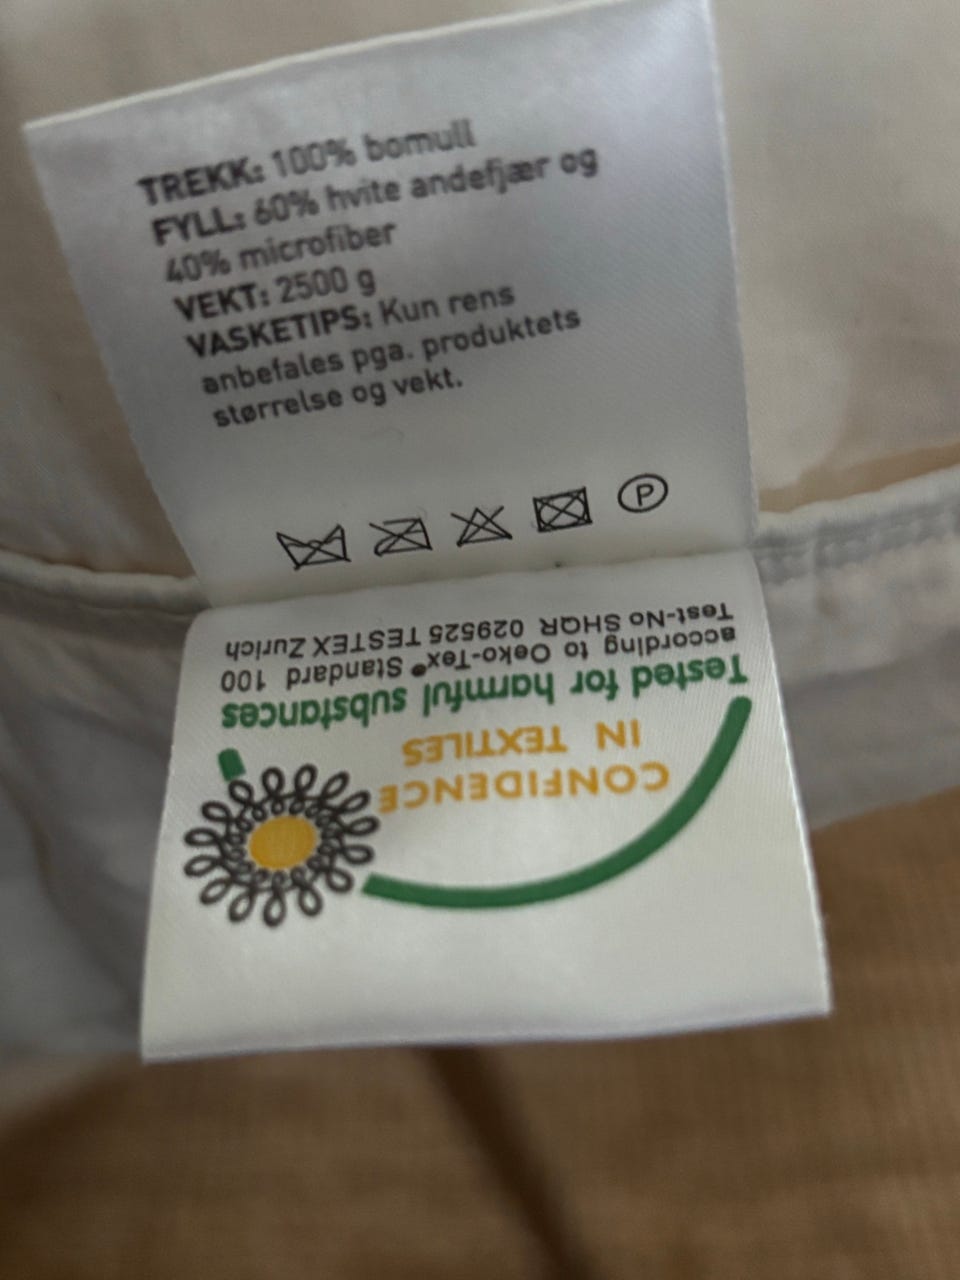 TREKK: 100% bomull
FYLL: 60% hvite andefjær og
40% microfiber
VEKT: 2500 g
VASKETIPS: Kun rens
anbefales pga. produktets
størrelse og vekt.
P
CONFIDENCE
IN TEXTILES
Tested for harmful substances
according to Oeko-Tex® Standard 100
Test-No SHQR 029525 TESTEX Zurich